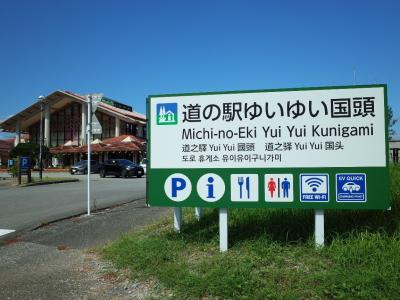 道の駅ゆいゆい国頭
Michi-no-Eki Yui Yui Kunigami
道之驛 Yui Yui 國頭　道之驿 Yui Yui 国头
도로 휴게소 유이유이구니가미
P i FREE Wi-Fi EV QUICK
P